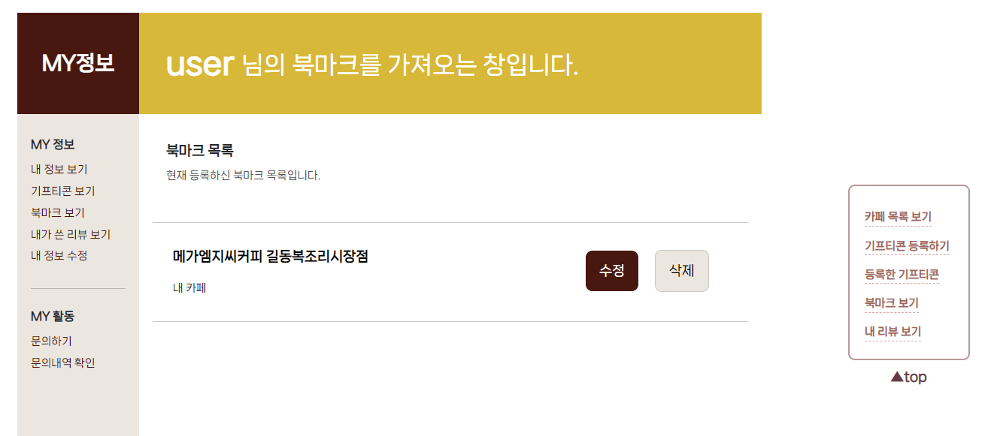 MY정보
user 님의 북마크를 가져오는 창입니다.
MY 정보
내 정보 보기
기프티콘 보기
북마크 보기
내가 쓴 리뷰 보기
내 정보 수정
MY 활동
문의하기
문의내역 확인
북마크 목록
현재 등록하신 북마크 목록입니다.
메가엠지씨커피 길동복조리시장점
내 카페
수정
삭제
카페 목록 보기
기프티콘 등록하기
등록한 기프티콘
북마크 보기
내 리뷰 보기
▲top